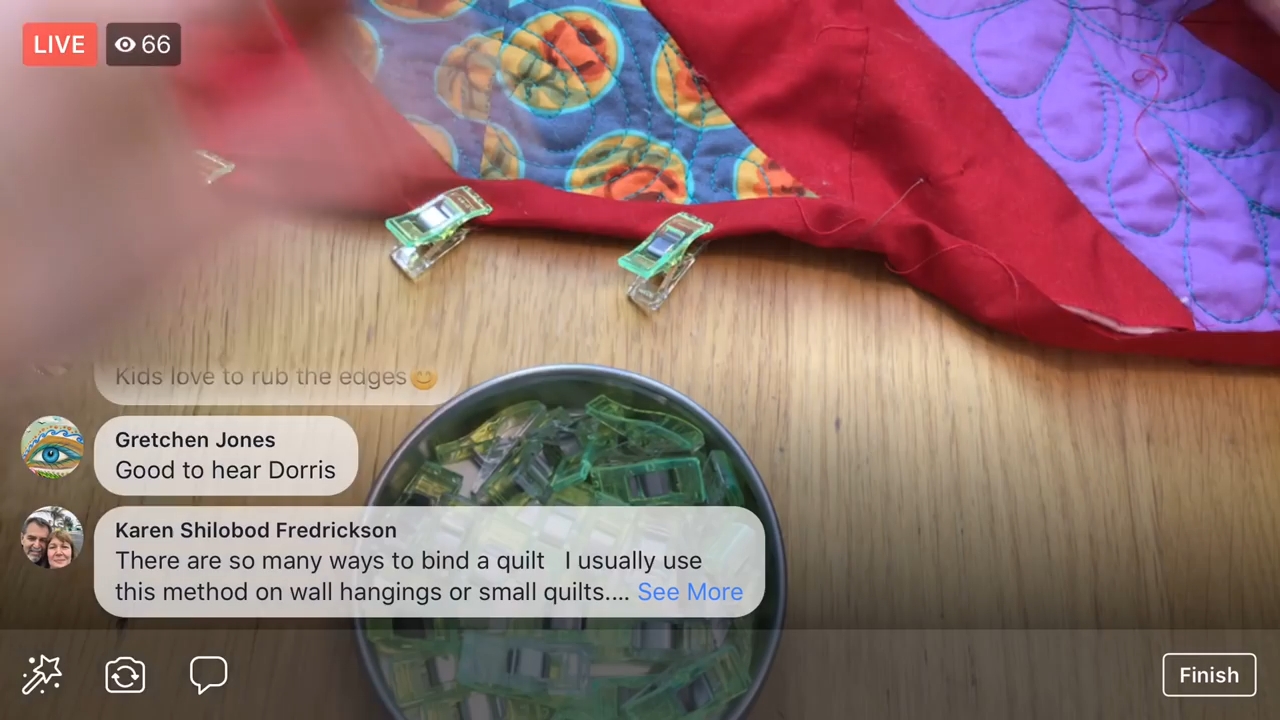 LIVE 66
Kids love to rub the edges😊
Gretchen Jones
Good to hear Dorris
Karen Shilobod Fredrickson
There are so many ways to bind a quilt I usually use
this method on wall hangings or small quilts.... See More
Finish